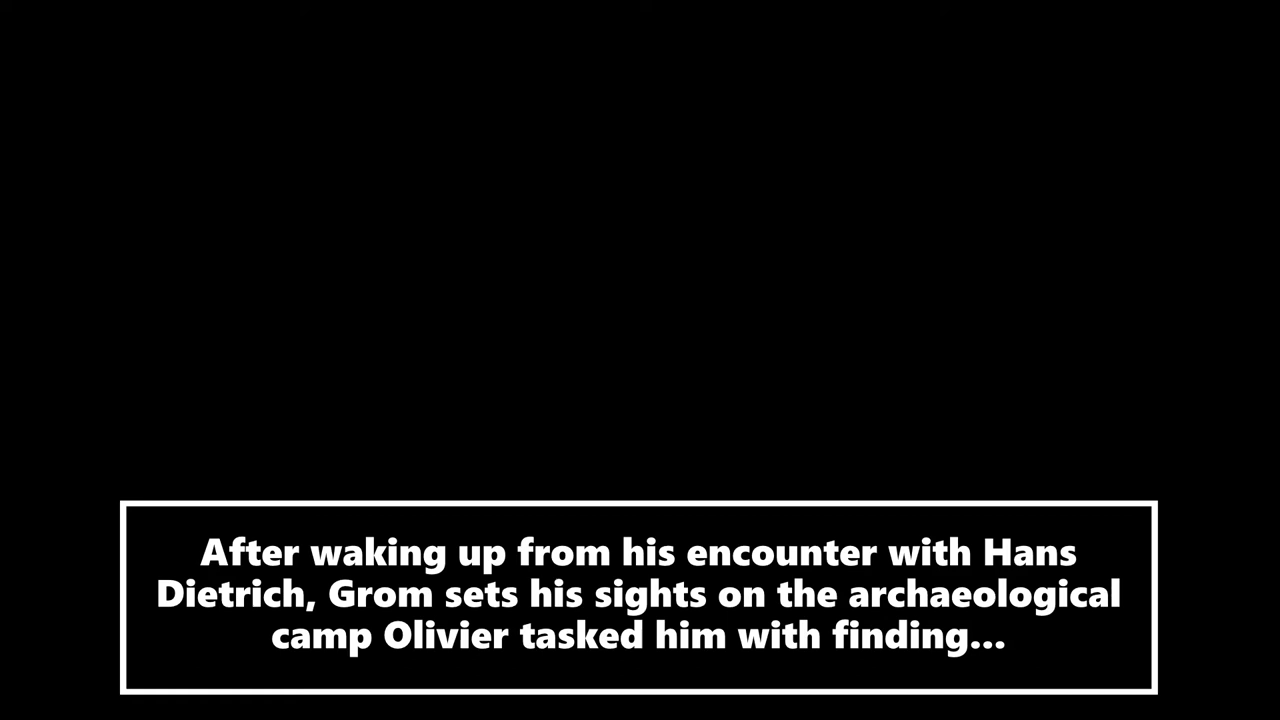 After waking up from his encounter with Hans
Dietrich, Grom sets his sights on the archaeological
camp Olivier tasked him with finding...